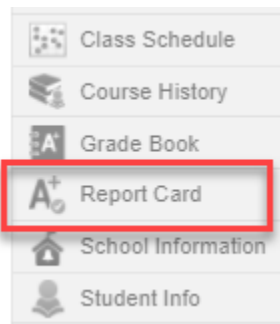 Class Schedule
Course History
Grade Book
Report Card
School Information
Student Info